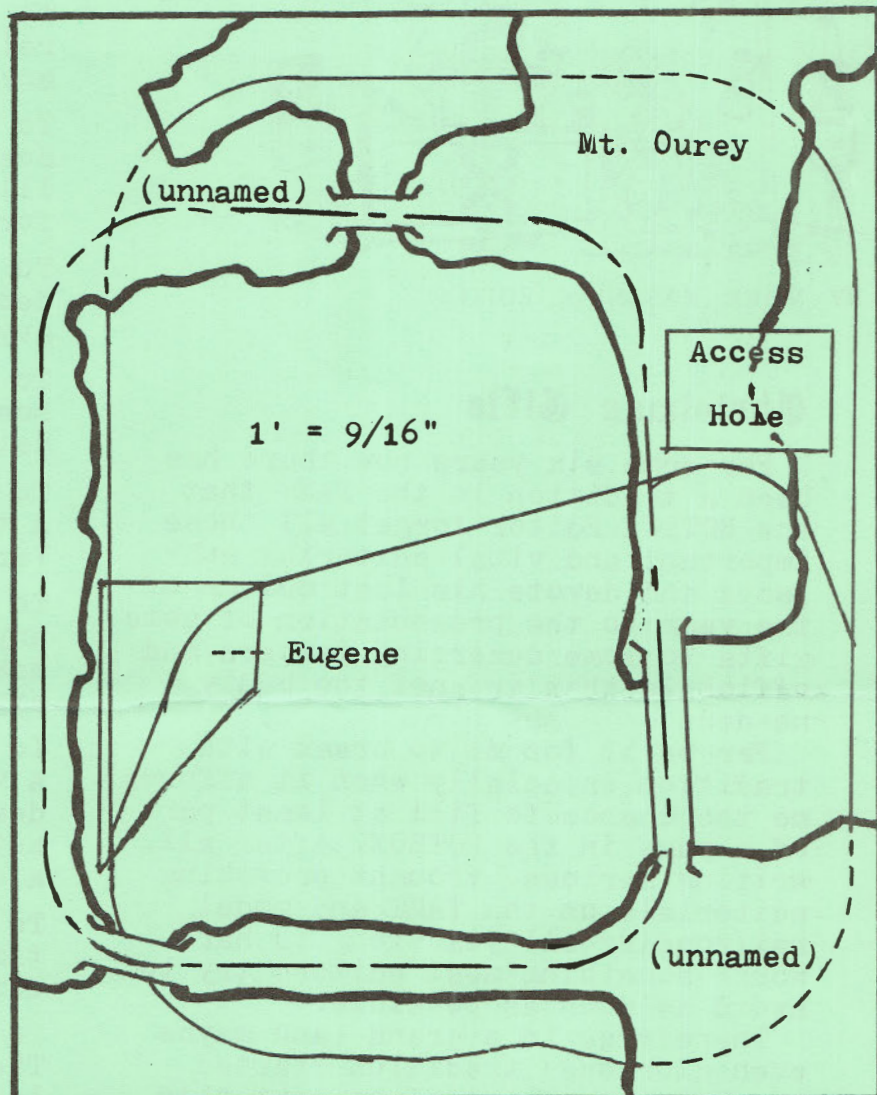 Mt. Ourey
(unnamed)
Access
Hole
1' = 9/16"
Eugene
(unnamed)